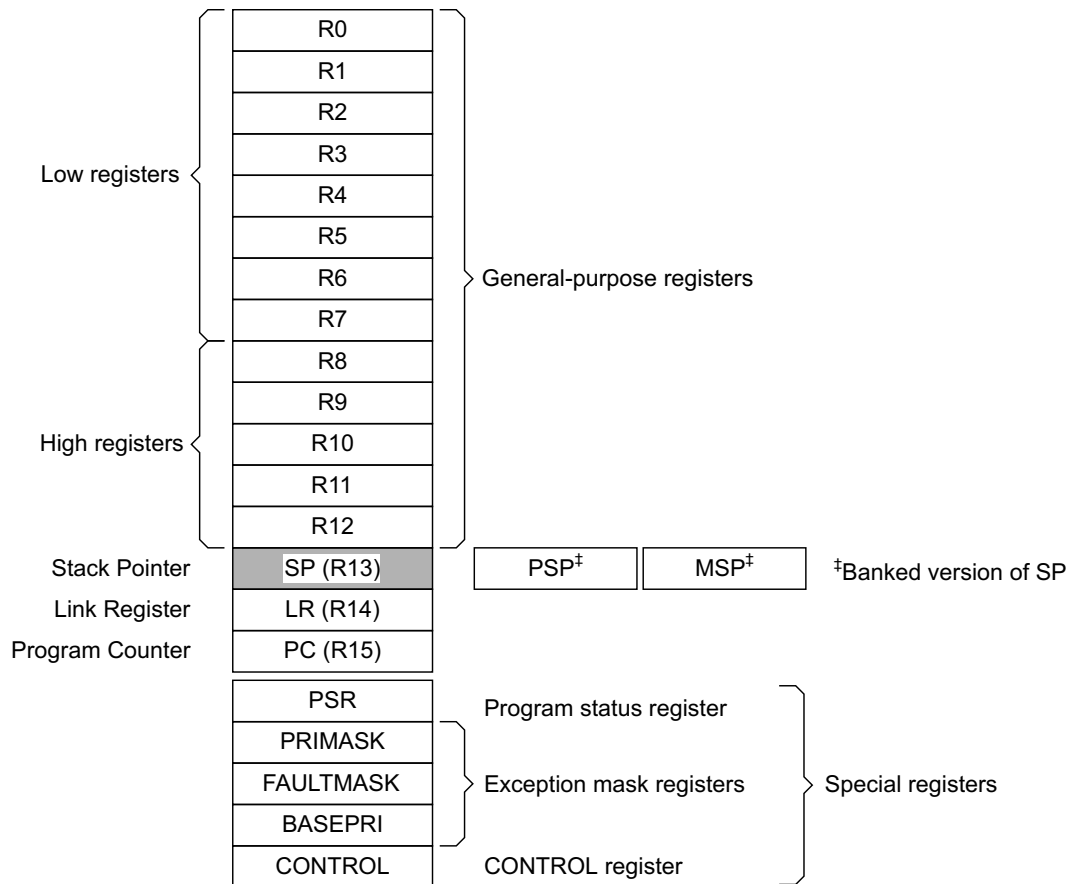 R0
R1
R2
R3
Low registers
R4
R5
R6
General-purpose registers
R7
R8
R9
High registers
R10
R11
R12
Stack Pointer SP (R13) PSP‡ MSP‡ ‡Banked version of SP
Link Register LR (R14)
Program Counter PC (R15)
PSR Program status register
PRIMASK
FAULTMASK Exception mask registers Special registers
BASEPRI
CONTROL CONTROL register